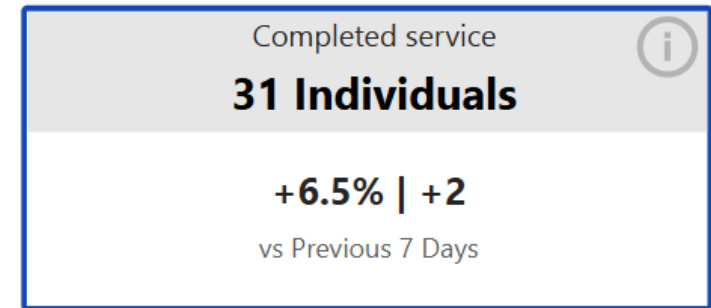 Completed service
31 Individuals
+6.5% | +2
vs Previous 7 Days